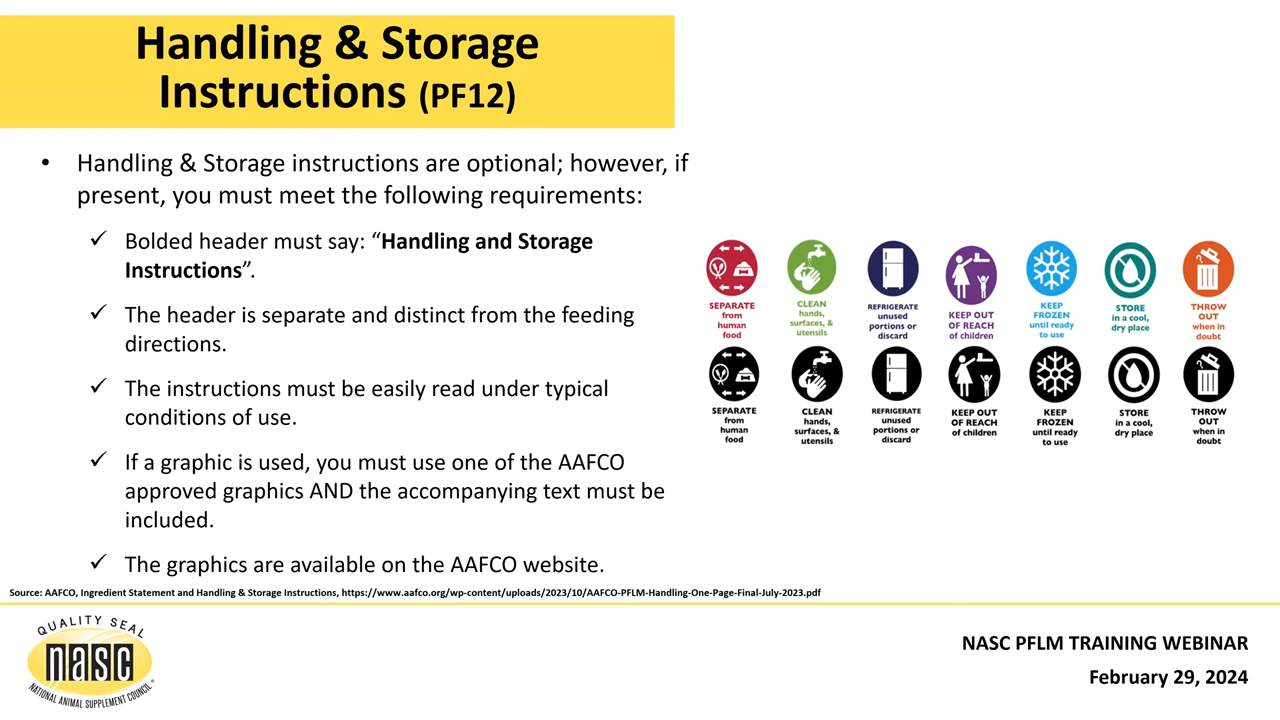 Handling & Storage
Instructions (PF12)
• Handling & Storage instructions are optional; however, if
present, you must meet the following requirements:
✓ Bolded header must say: “Handling and Storage
Instructions”.
✓ The header is separate and distinct from the feeding
directions.
✓ The instructions must be easily read under typical
conditions of use.
✓ If a graphic is used, you must use one of the AAFCO
approved graphics AND the accompanying text must be
included.
✓ The graphics are available on the AAFCO website.
SEPARATE
from
human
food
CLEAN
hands,
surfaces, &
utensils
REFRIGERATE
unused
portions or
discard
KEEP OUT
OF REACH
of children
KEEP
FROZEN
until ready
to use
STORE
in a cool,
dry place
THROW
OUT
when in
doubt
SEPARATE
from
human
food
CLEAN
hands,
surfaces, &
utensils
REFRIGERATE
unused
portions or
discard
KEEP OUT
OF REACH
of children
KEEP
FROZEN
until ready
to use
STORE
in a cool,
dry place
THROW
OUT
when in
doubt
Source: AAFCO, Ingredient Statement and Handling & Storage Instructions, https://www.aafco.org/wp-content/uploads/2023/10/AAFCO-PFLM-Handling-One-Page-Final-July-2023.pdf
QUALITY SEAL
nasc
NATIONAL ANIMAL SUPPLEMENT COUNCIL®
NASC PFLM TRAINING WEBINAR
February 29, 2024